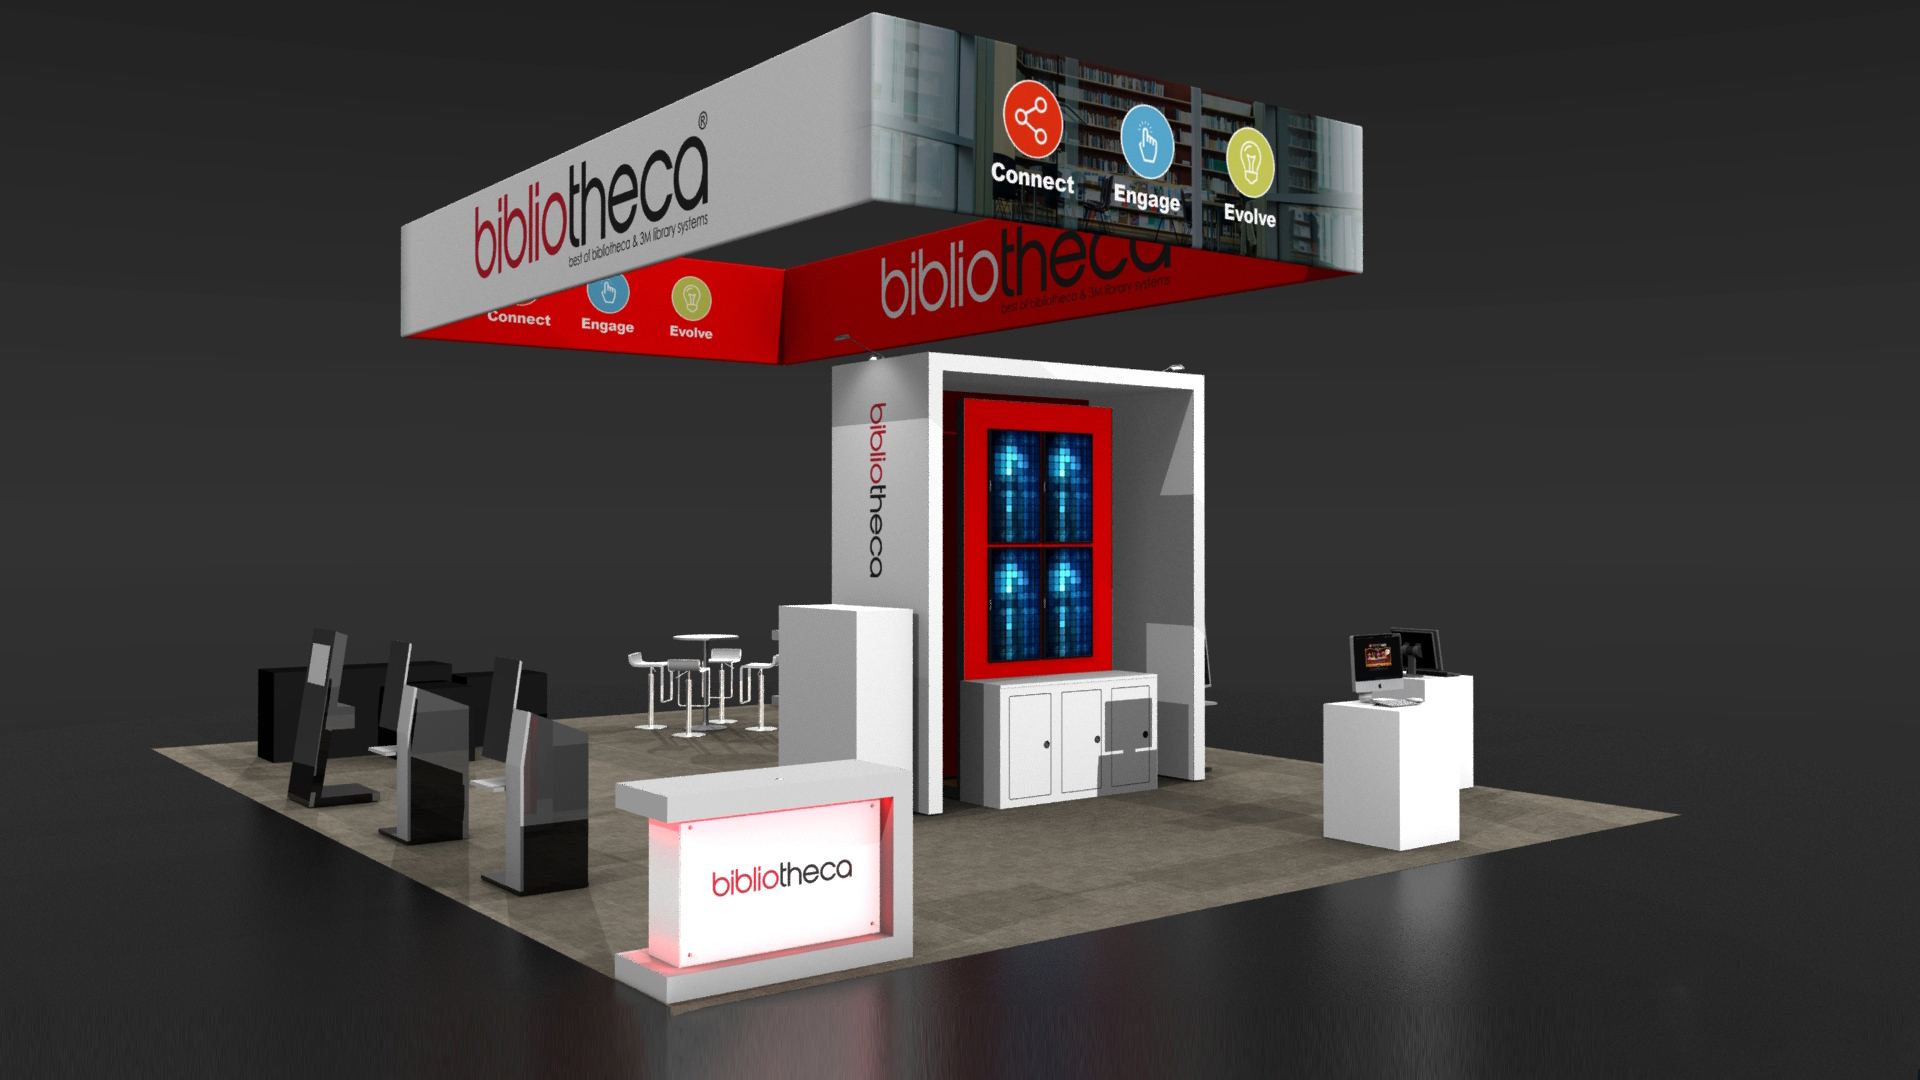 bibliotheca®
best of bibliotheca & 3M library systems
Connect
Engage
Evolve
Connect
Engage
Evolve
bibliotheca
best of bibliotheca & 3M library systems
bibliotheca
bibliotheca